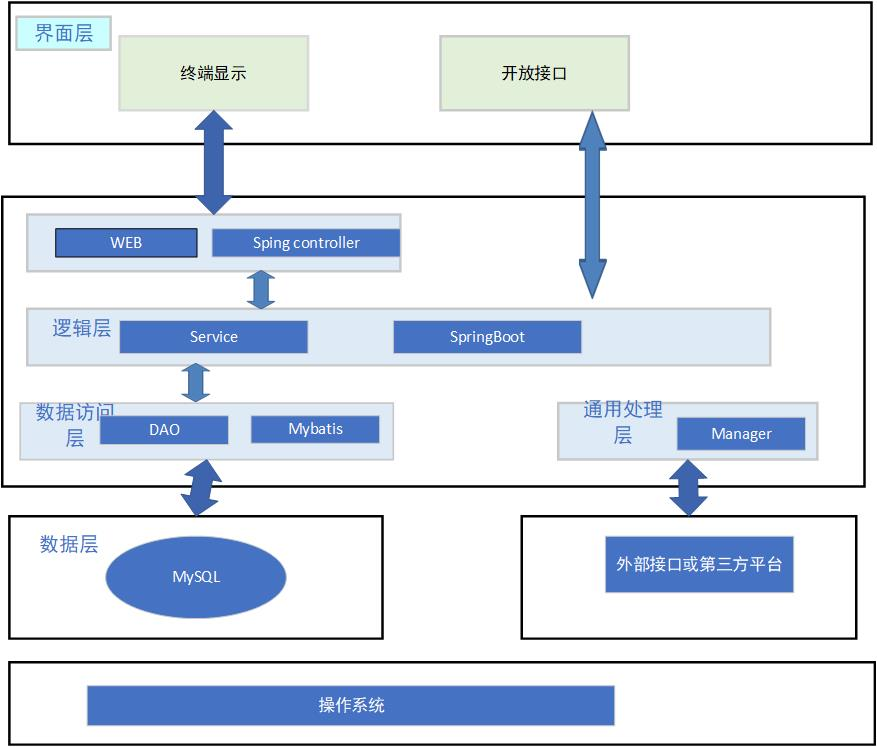 界面层
终端显示
开放接口
WEB
Sping controller
逻辑层
Service
SpringBoot
数据访问
层
DAO
Mybatis
通用处理
层
Manager
数据层
MySQL
外部接口或第三方平台
操作系统